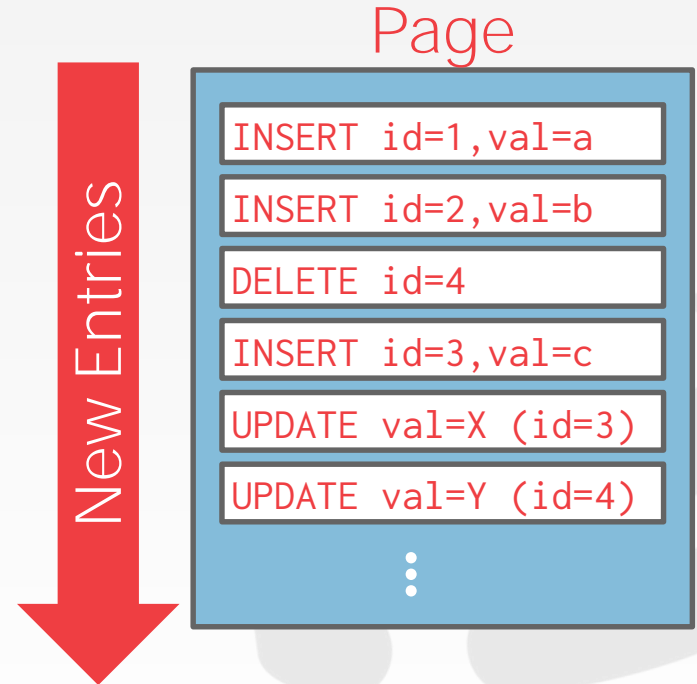 Page
New Entries
INSERT id=1,val=a
INSERT id=2,val=b
DELETE id=4
INSERT id=3,val=c
UPDATE val=X (id=3)
UPDATE val=Y (id=4)
⋮